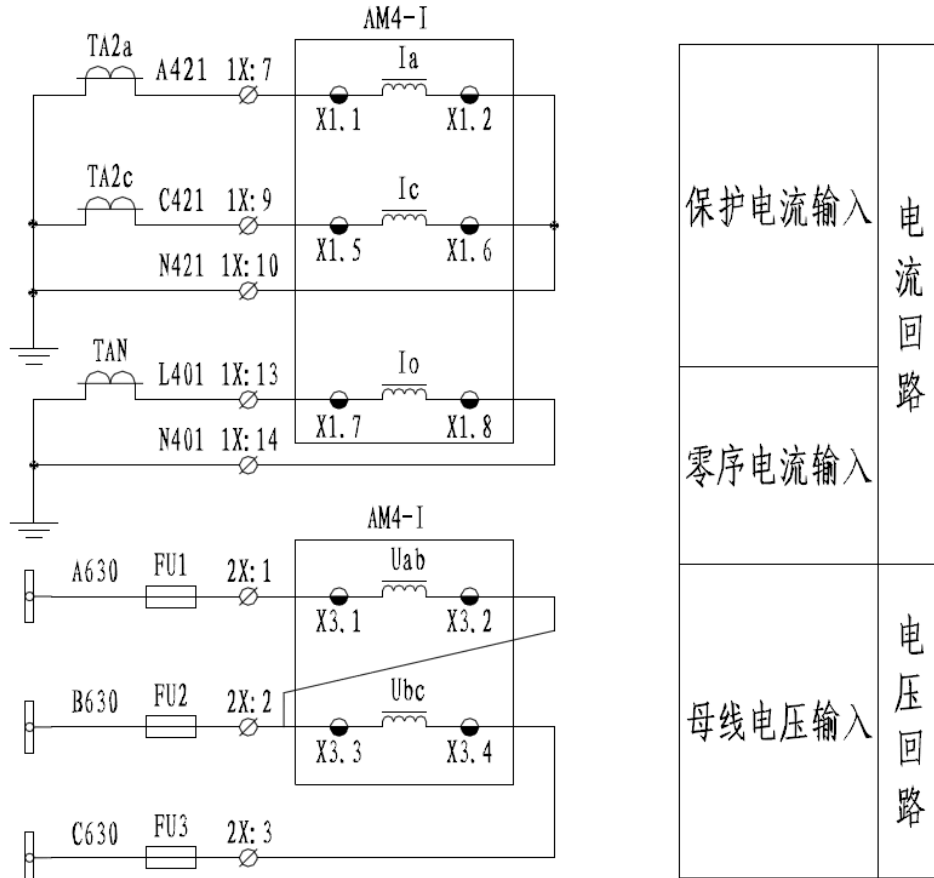 AM4-I
TA2a A421 1X:7 Ia
X1.1 X1.2
TA2c C421 1X:9 Ic
X1.5 X1.6
N421 1X:10
TAN L401 1X:13 Io
X1.7 X1.8
N401 1X:14
AM4-I
A630 FU1 2X:1 Uab
X3.1 X3.2
B630 FU2 2X:2 Ubc
X3.3 X3.4
C630 FU3 2X:3
保护电流输入
零序电流输入
电流回路
母线电压输入
电压回路